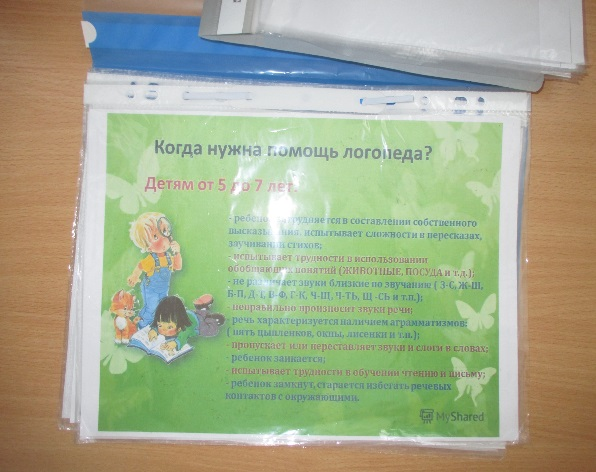 Когда нужна помощь логопеда?
Детям от 5 до 7 лет.
- ребенок затрудняется в составлении собственного
высказывания, испытывает сложности в пересказах,
заучивании стихов;
- испытывает трудности в использовании
обобщающих понятий (ЖИВОТНЫЕ, ПОСУДА и т.д.);
- не различает звуки близкие по звучания: ( З-С, Ж-Ш,
Б-П, Д-Т, В-Ф, Г-К, Ч-Ш, Ч-ТЬ, Щ -СЬ и т.п.);
- неправильно произносит звуки речи;
- речь характеризуется наличием аграмматизмов:
( пять цыпленков, окны, лисенки и т.п.);
- пропускает или переставляет звуки и слоги в словах;
ребенок заикается;
- испытывает трудности в обучении чтению и письму;
- ребенок замкнут, старается избегать речевых
контактов с окружающими.
MyShared